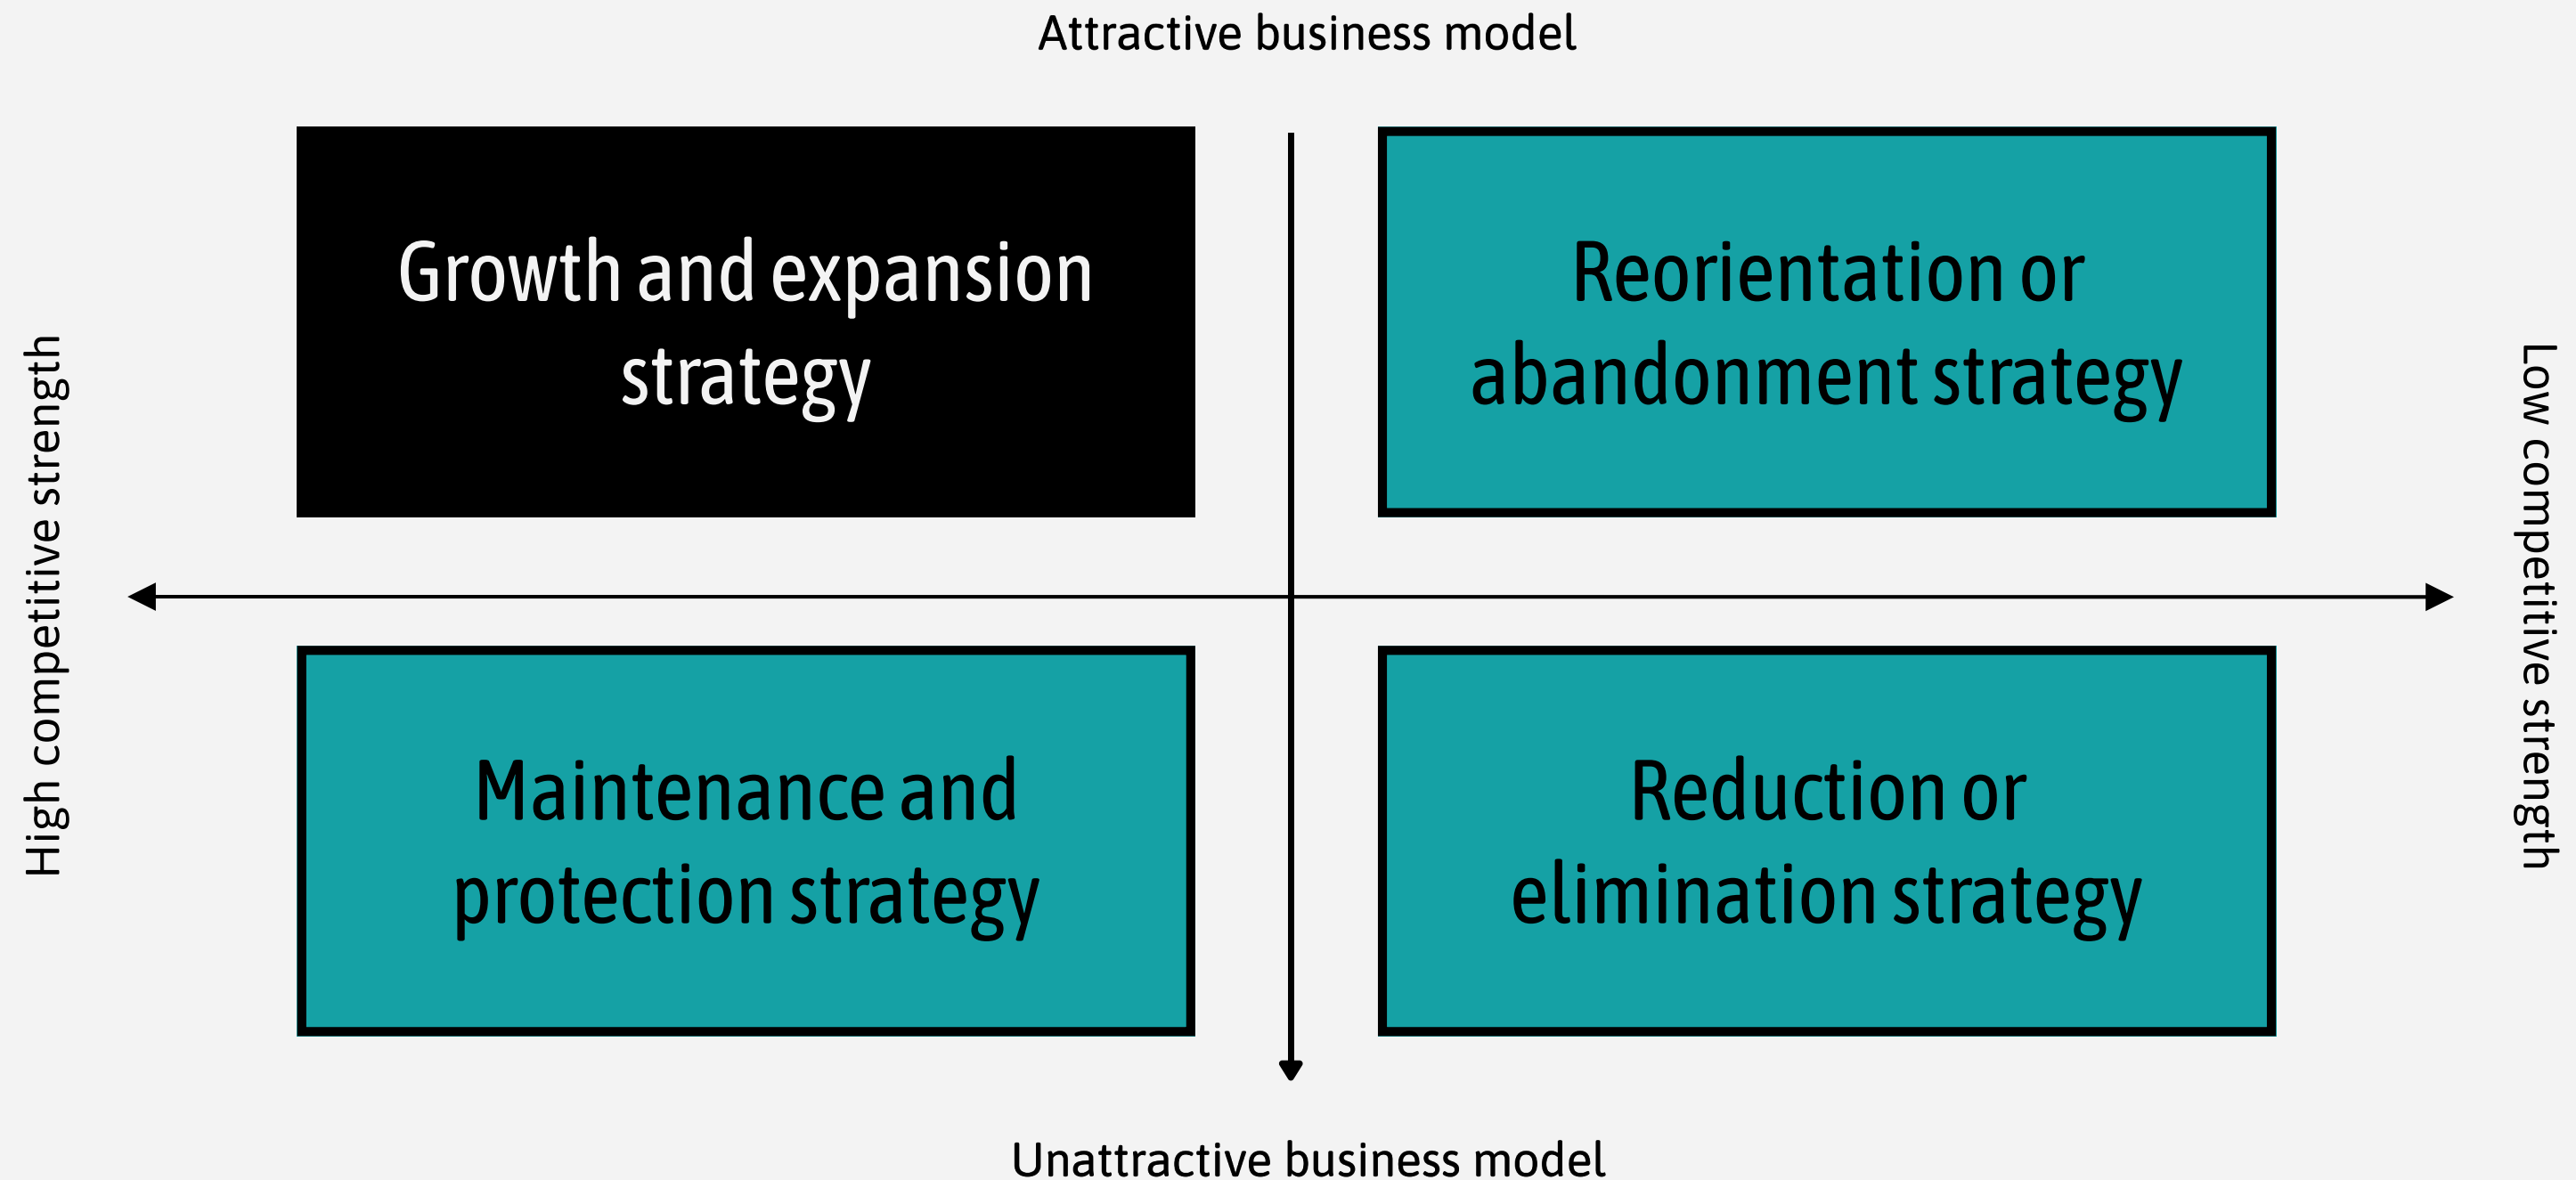 Attractive business model
Growth and expansion
strategy
Reorientation or
abandonment strategy
High competitive strength
Low competitive strength
Maintenance and
protection strategy
Reduction or
elimination strategy
Unattractive business model